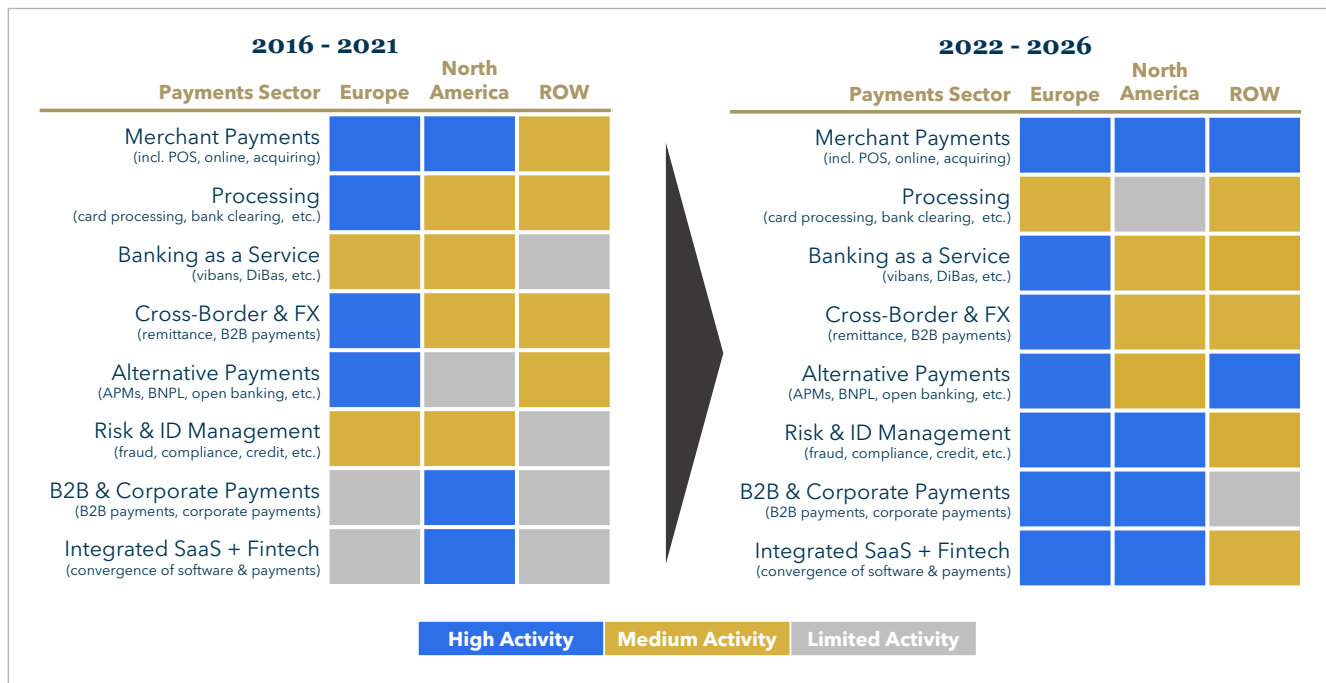 2016 - 2021
Payments Sector Europe North America ROW
Merchant Payments
(incl. POS, online, acquiring)
Processing
(card processing, bank clearing, etc.)
Banking as a Service
(vibans, DiBas, etc.)
Cross-Border & FX
(remittance, B2B payments)
Alternative Payments
(APMs, BNPL, open banking, etc.)
Risk & ID Management
(fraud, compliance, credit, etc.)
B2B & Corporate Payments
(B2B payments, corporate payments)
Integrated SaaS + Fintech
(convergence of software & payments)
2022 - 2026
Payments Sector Europe North America ROW
Merchant Payments
(incl. POS, online, acquiring)
Processing
(card processing, bank clearing, etc.)
Banking as a Service
(vibans, DiBas, etc.)
Cross-Border & FX
(remittance, B2B payments)
Alternative Payments
(APMs, BNPL, open banking, etc.)
Risk & ID Management
(fraud, compliance, credit, etc.)
B2B & Corporate Payments
(B2B payments, corporate payments)
Integrated SaaS + Fintech
(convergence of software & payments)
High Activity Medium Activity Limited Activity